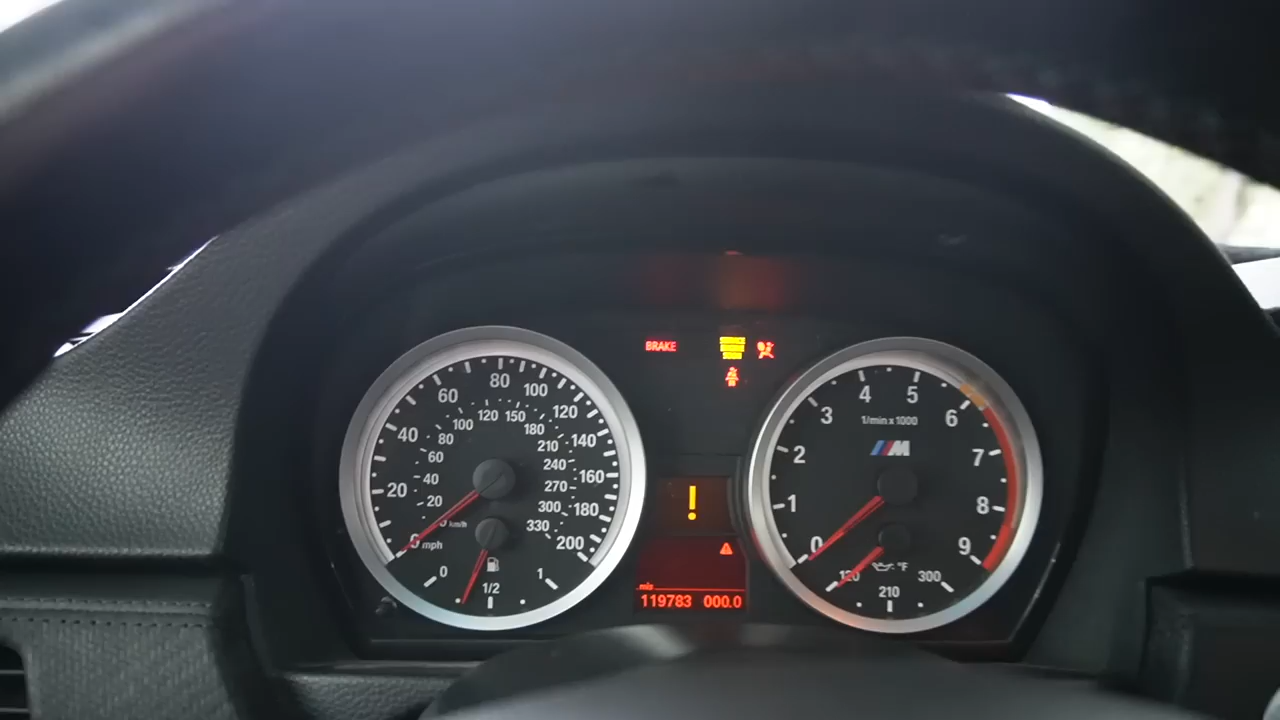 BRAKE
80
60 100
120
40 140
160
20 180
0 mph 200
120 150
100 180
80 210
60 240
40 270
20 300
km/h 330
0 1/2 1
4 5
3 6
1/min x 1000
M
2 7
1 8
0 9
°F
120 300
210
!
mls
119783 000.0